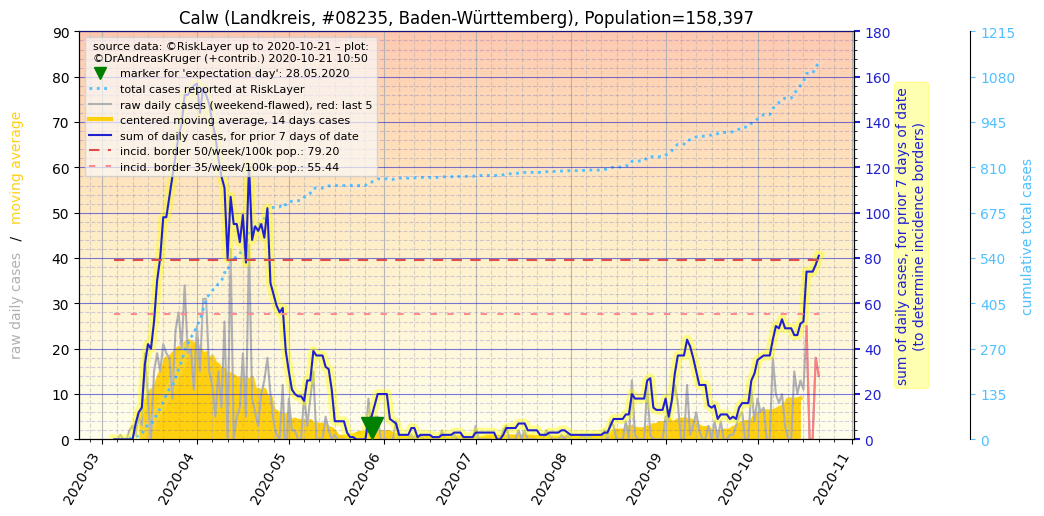 Calw (Landkreis, #08235, Baden-Württemberg), Population=158,397
source data: ©RiskLayer up to 2020-10-21 – plot:
©DrAndreasKruger (+contrib.) 2020-10-21 10:50
marker for 'expectation day': 28.05.2020
total cases reported at RiskLayer
raw daily cases (weekend-flawed), red: last 5
centered moving average, 14 days cases
sum of daily cases, for prior 7 days of date
incid. border 50/week/100k pop.: 79.20
incid. border 35/week/100k pop.: 55.44
raw daily cases / moving average
90
80
70
60
50
40
30
20
10
0
2020-03
2020-04
2020-05
2020-06
2020-07
2020-08
2020-09
2020-10
2020-11
180
160
140
120
100
80
60
40
20
0
sum of daily cases, for prior 7 days of date
(to determine incidence borders)
1215
1080
945
810
675
540
405
270
135
0
cumulative total cases